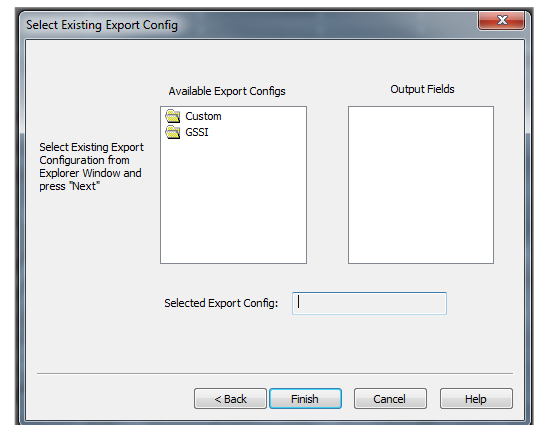 Select Existing Export Config
Available Export Configs
Output Fields
Custom
GSSI
Select Existing Export
Configuration from
Explorer Window and
press "Next"
Selected Export Config:
< Back
Finish
Cancel
Help